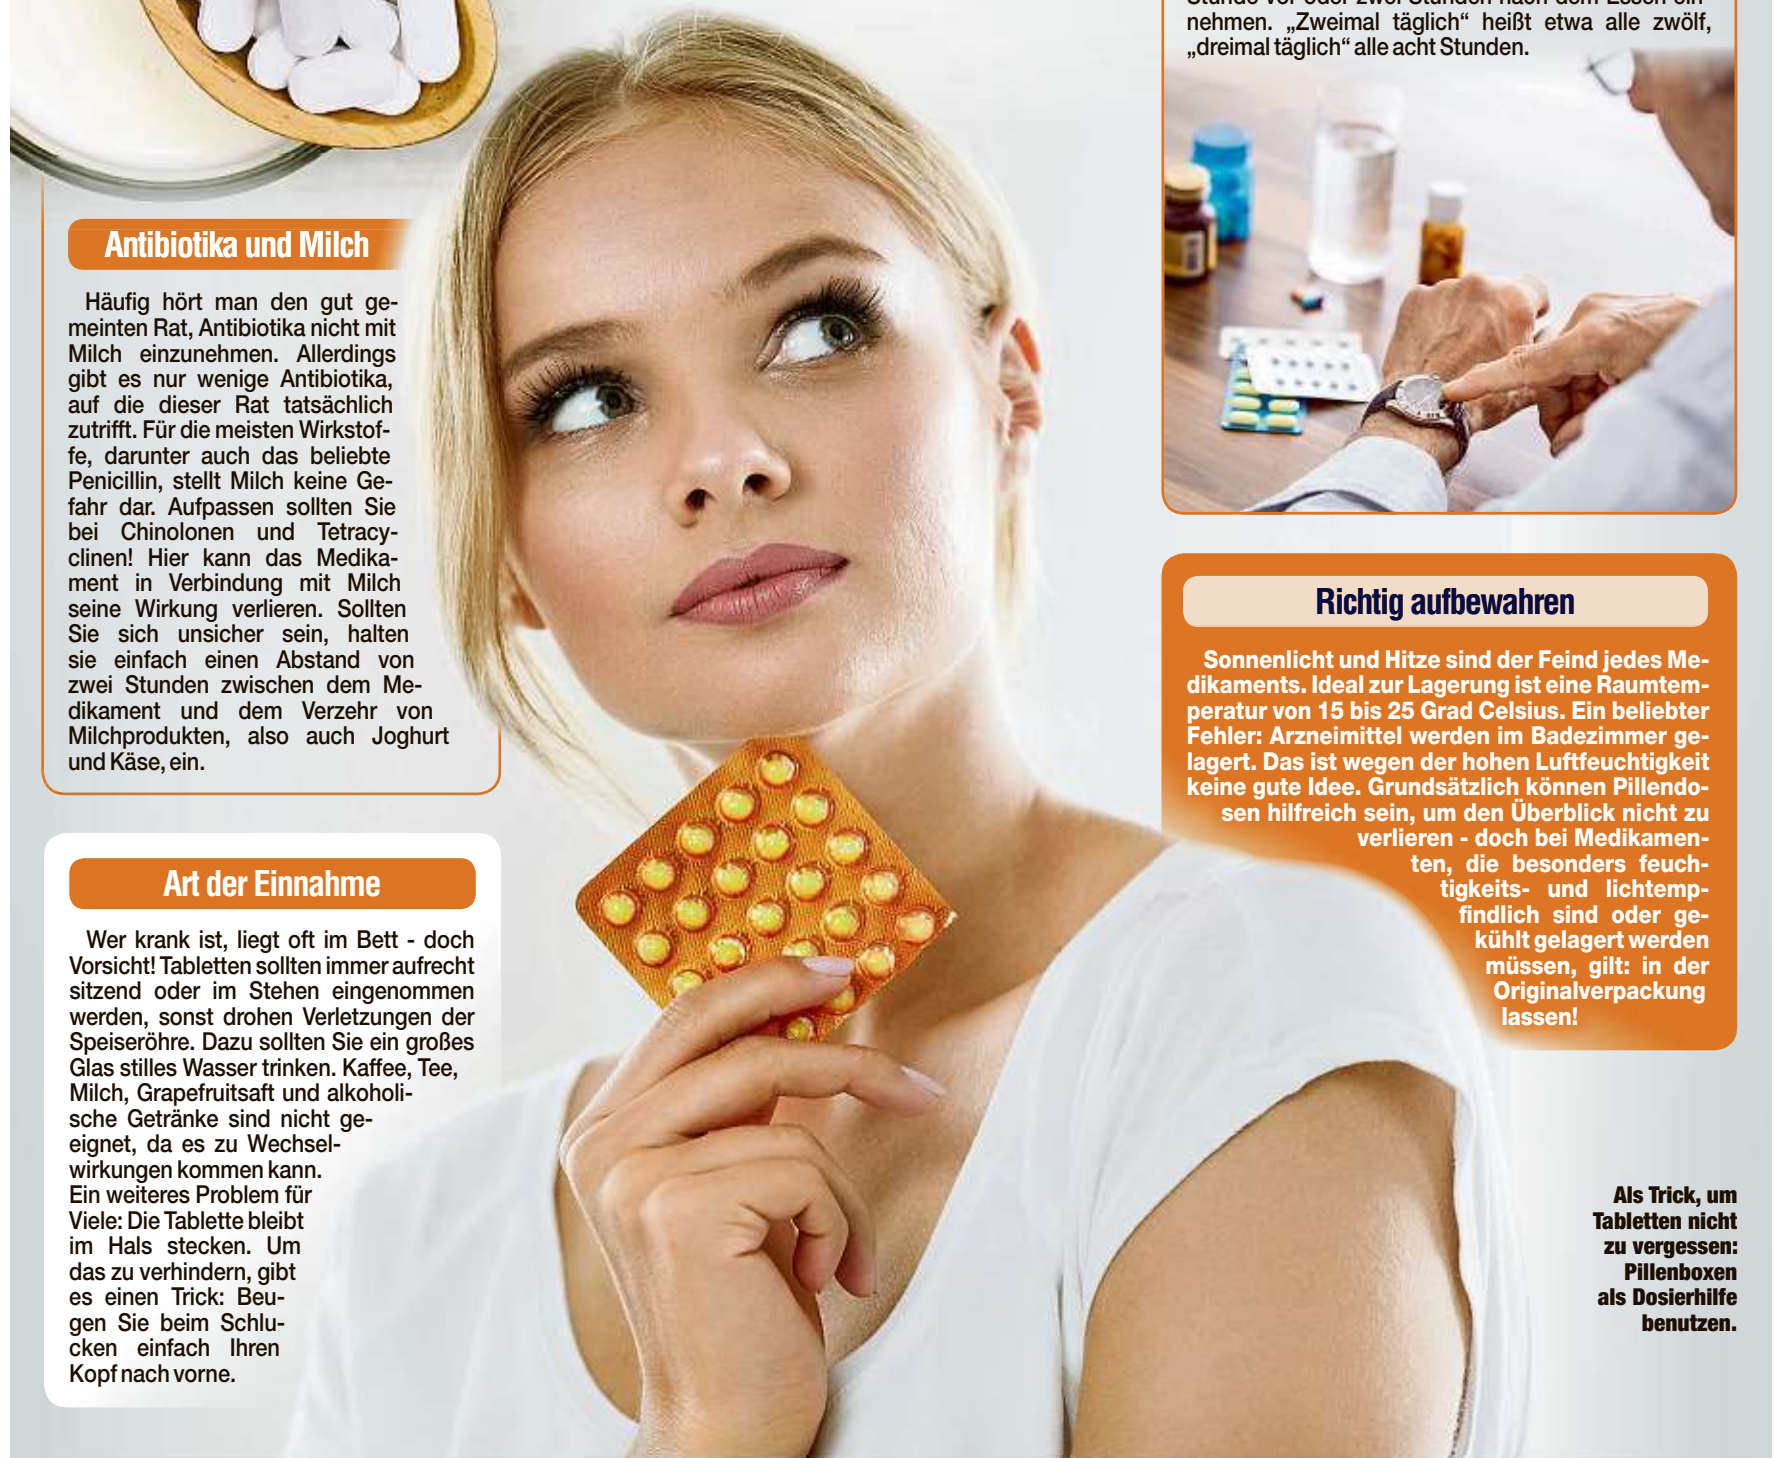 nehmen. „Zweimal täglich“ heißt etwa alle zwölf,
„dreimal täglich“ alle acht Stunden.
Antibiotika und Milch
Häufig hört man den gut ge-
meinten Rat, Antibiotika nicht mit
Milch einzunehmen. Allerdings
gibt es nur wenige Antibiotika,
auf die dieser Rat tatsächlich
zutrifft. Für die meisten Wirkstof-
fe, darunter auch das beliebte
Penicillin, stellt Milch keine Ge-
fahr dar. Aufpassen sollten Sie
bei Chinolonen und Tetracy-
clinen! Hier kann das Medika-
ment in Verbindung mit Milch
seine Wirkung verlieren. Sollten
Sie sich unsicher sein, halten
sie einfach einen Abstand von
zwei Stunden zwischen dem Me-
dikament und dem Verzehr von
Milchprodukten, also auch Joghurt
und Käse, ein.
Art der Einnahme
Wer krank ist, liegt oft im Bett - doch
Vorsicht! Tabletten sollten immer aufrecht
sitzend oder im Stehen eingenommen
werden, sonst drohen Verletzungen der
Speiseröhre. Dazu sollten Sie ein großes
Glas stilles Wasser trinken. Kaffee, Tee,
Milch, Grapefruitsaft und alkoholi-
sche Getränke sind nicht ge-
eignet, da es zu Wechsel-
wirkungen kommen kann.
Ein weiteres Problem für
Viele: Die Tablette bleibt
im Hals stecken. Um
das zu verhindern, gibt
es einen Trick: Beu-
gen Sie beim Schlu-
cken einfach Ihren
Kopf nach vorne.
Richtig aufbewahren
Sonnenlicht und Hitze sind der Feind jedes Me-
dikaments. Ideal zur Lagerung ist eine Raumtem-
peratur von 15 bis 25 Grad Celsius. Ein beliebter
Fehler: Arzneimittel werden im Badezimmer ge-
lagert. Das ist wegen der hohen Luftfeuchtigkeit
keine gute Idee. Grundsätzlich können Pillendo-
sen hilfreich sein, um den Überblick nicht zu
verlieren - doch bei Medikamen-
ten, die besonders feuch-
tigkeits- und lichtemp-
findlich sind oder ge-
kühlt gelagert werden
müssen, gilt: in der
Originalverpackung
lassen!
Als Trick, um
Tabletten nicht
zu vergessen:
Pillenboxen
als Dosierhilfe
benutzen.